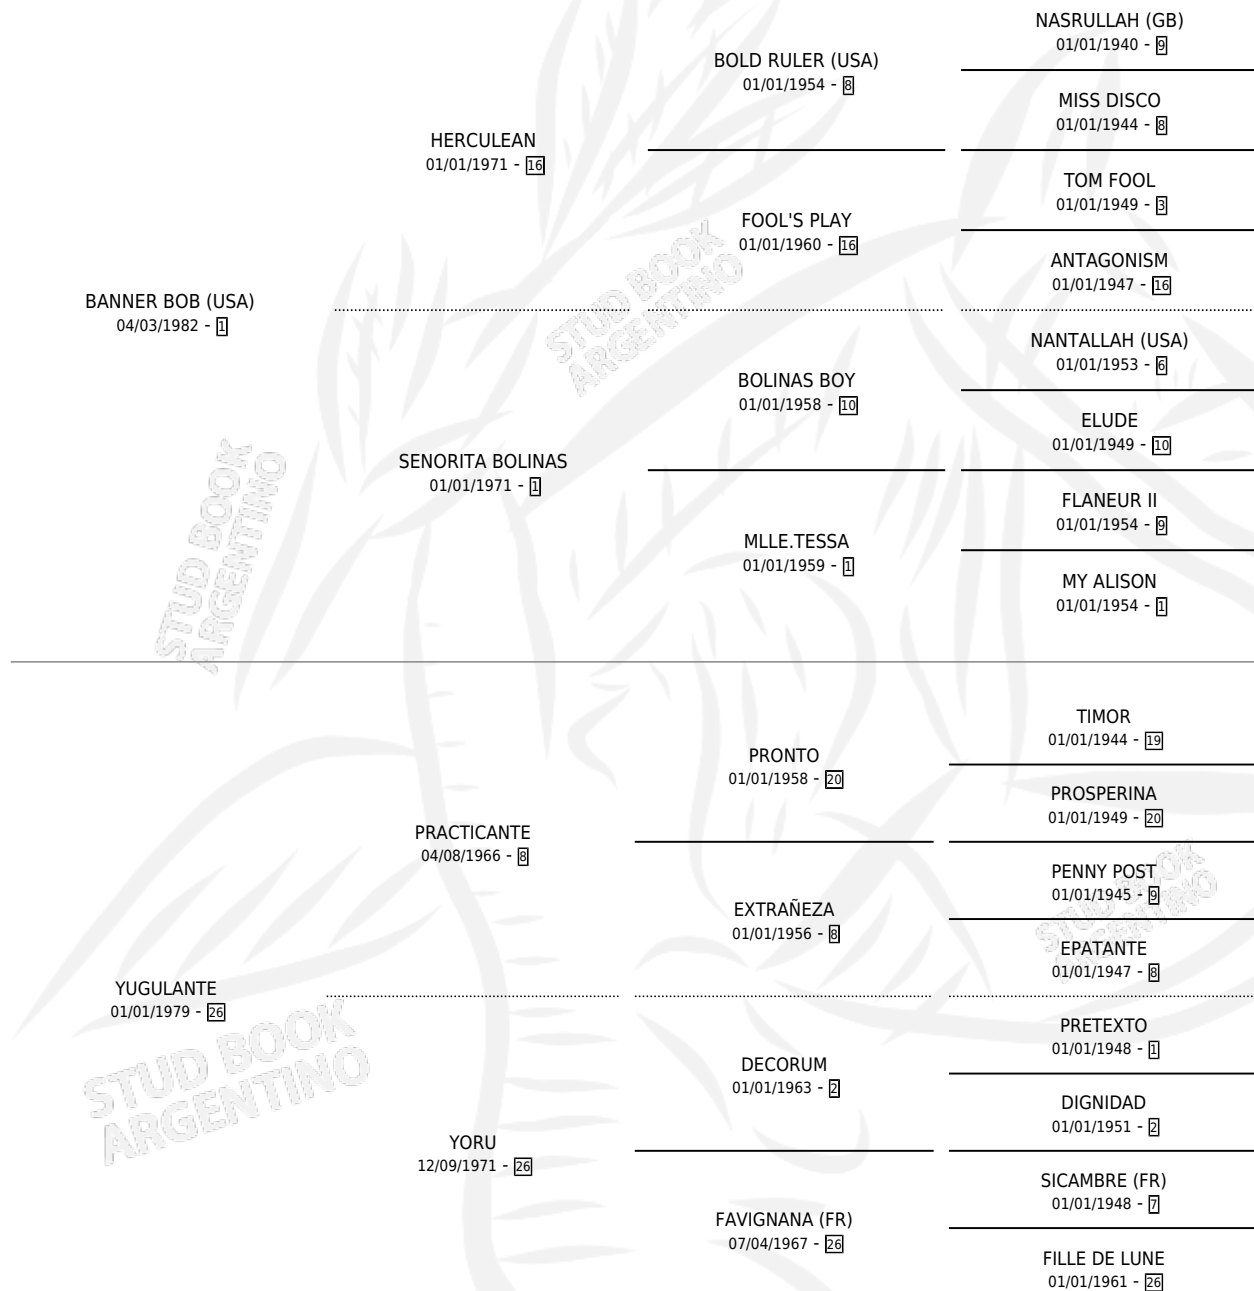 NASRULLAH (GB)
01/01/1940 - 9
BOLD RULER (USA)
01/01/1954 - 8
MISS DISCO
01/01/1944 - 8
HERCULEAN
01/01/1971 - 16
TOM FOOL
01/01/1949 - 3
FOOL'S PLAY
01/01/1960 - 16
ANTAGONISM
01/01/1947 - 16
BANNER BOB (USA)
04/03/1982 - 1
STUD BOOK
ARGENTINO
NANTALLAH (USA)
01/01/1953 - 6
BOLINAS BOY
01/01/1958 - 10
ELUDE
01/01/1949 - 10
SENORITA BOLINAS
01/01/1971 - 1
FLANEUR II
01/01/1954 - 9
MLLE.TESSA
01/01/1959 - 1
MY ALISON
01/01/1954 - 1
STUD BOOK
ARGENTINO
TIMOR
01/01/1944 - 19
PRONTO
01/01/1958 - 20
PROSPERINA
01/01/1949 - 20
PRACTICANTE
04/08/1966 - 8
PENNY POST
01/01/1945 - 9
EXTRAÑEZA
01/01/1956 - 8
STUD BOOK
ARGENTINO
EPATANTE
01/01/1947 - 8
YUGULANTE
01/01/1979 - 26
STUD BOOK
ARGENTINO
PRETEXTO
01/01/1948 - 1
DECORUM
01/01/1963 - 2
DIGNIDAD
01/01/1951 - 2
YORU
12/09/1971 - 26
SICAMBRE (FR)
01/01/1948 - 7
FAVIGNANA (FR)
07/04/1967 - 26
FILLE DE LUNE
01/01/1961 - 26